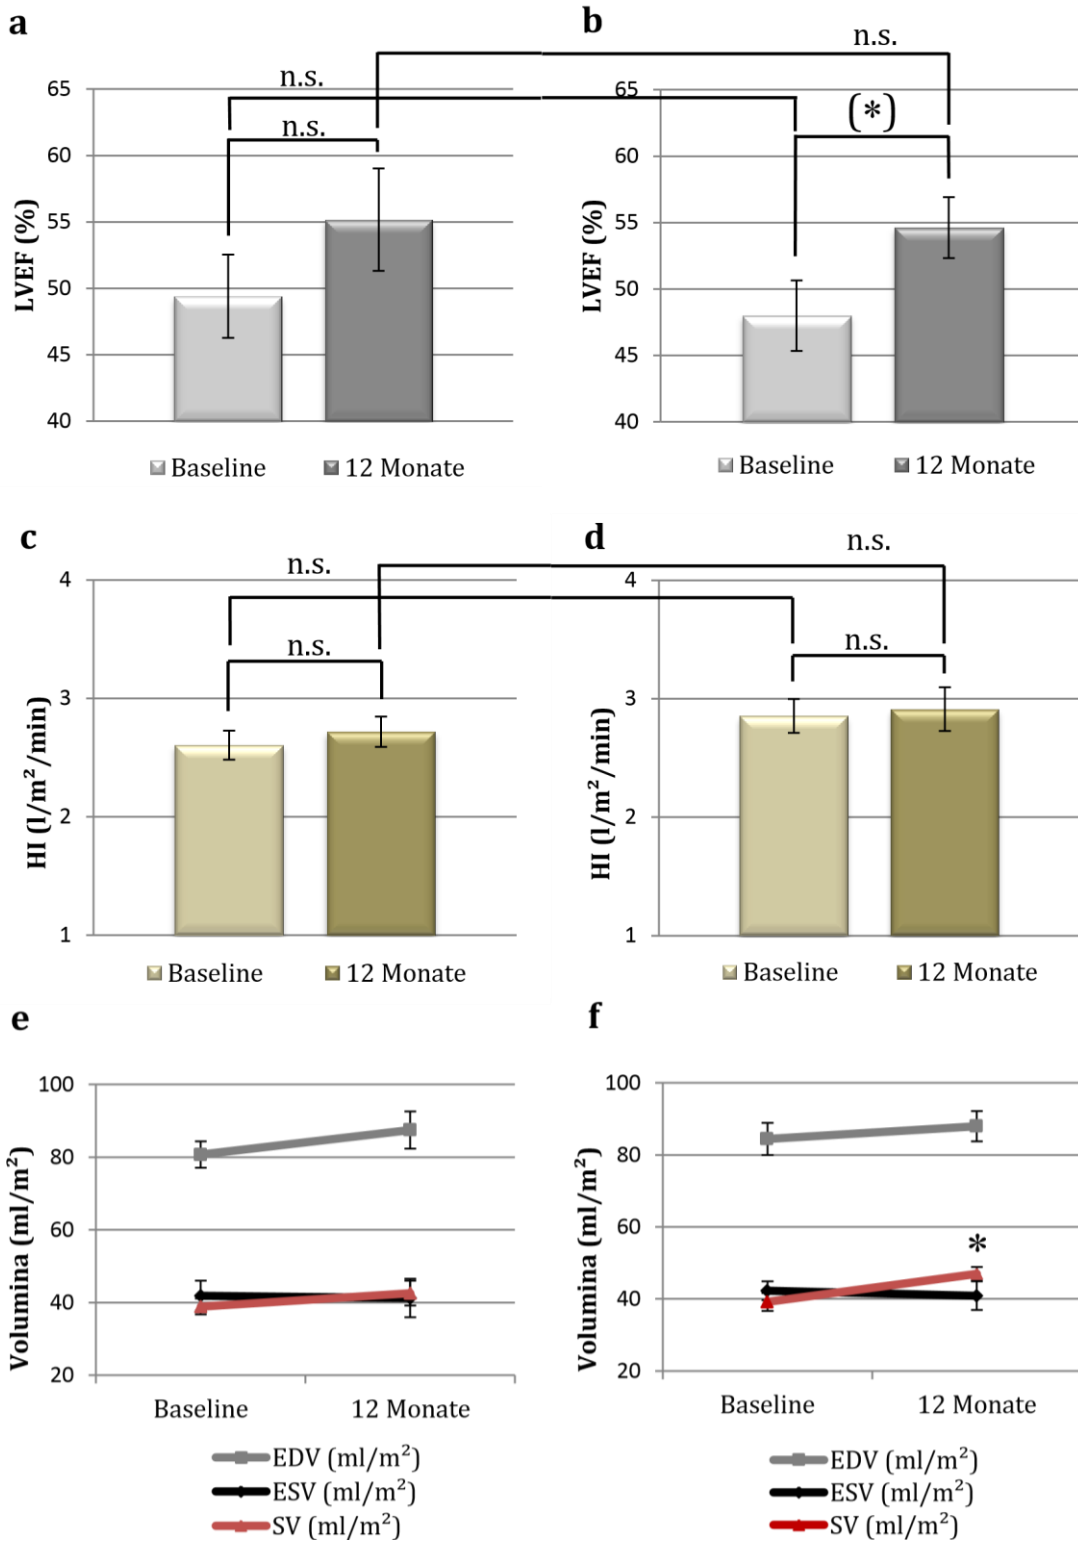 a
b
n.s.
n.s.
n.s.
(*)
65
60
55
50
45
40
LVEF (%)
Baseline
12 Monate
65
60
55
50
45
40
LVEF (%)
Baseline
12 Monate
c
d
n.s.
n.s.
n.s.
n.s.
4
3
2
1
HI (l/m²/min)
Baseline
12 Monate
4
3
2
1
HI (l/m²/min)
Baseline
12 Monate
e
f
100
80
60
40
20
Volumina (ml/m²)
Baseline
12 Monate
EDV (ml/m²)
ESV (ml/m²)
SV (ml/m²)
100
80
60
40
20
Volumina (ml/m²)
*
Baseline
12 Monate
EDV (ml/m²)
ESV (ml/m²)
SV (ml/m²)